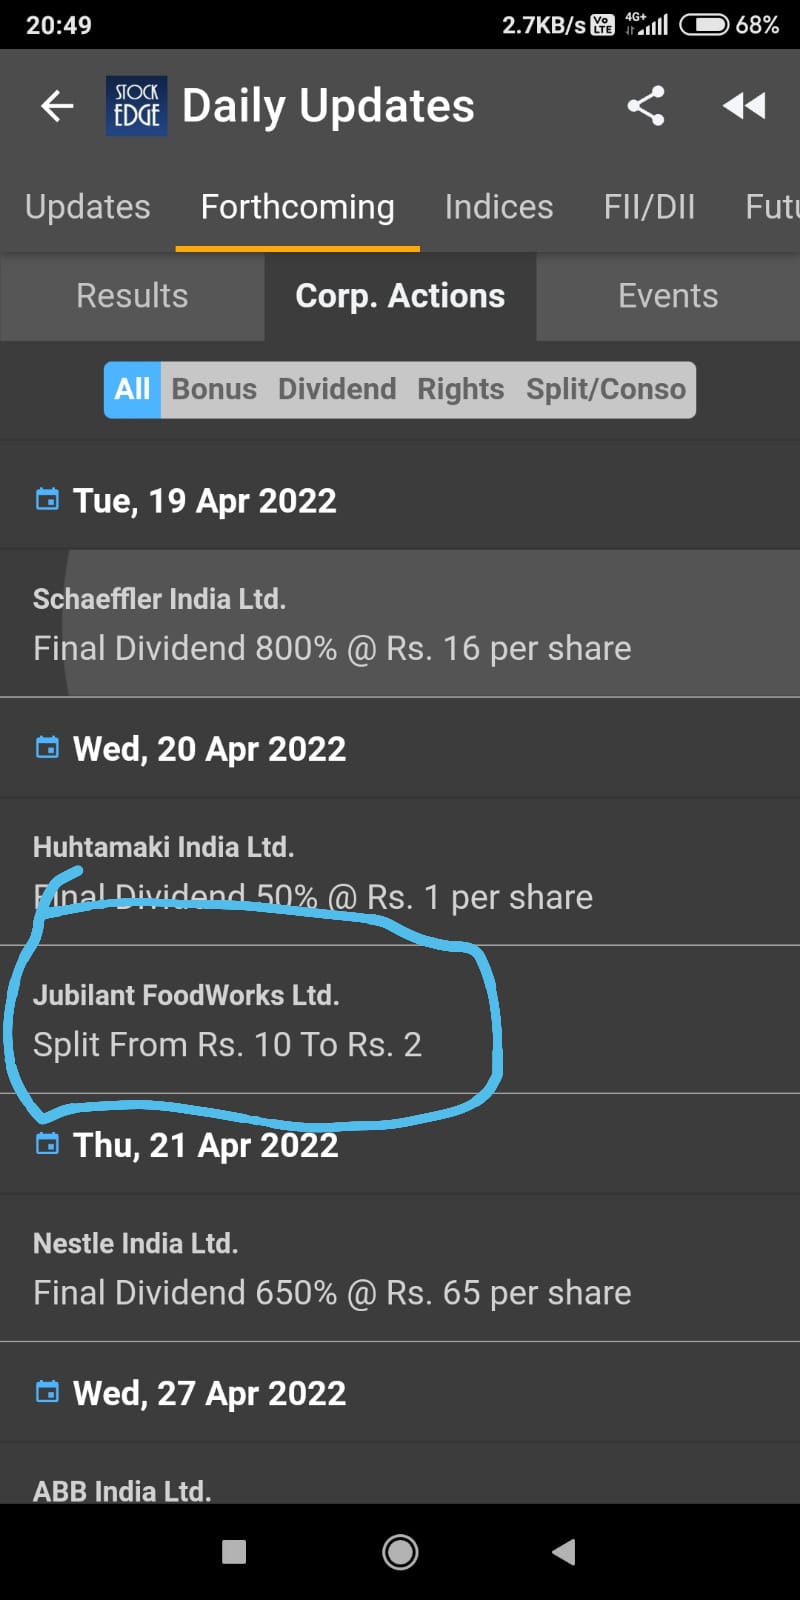 20:49 2.7KB/s Vo LTE 4G+ 68%
STOCK EDGE Daily Updates
Updates Forthcoming Indices FII/DII Futu
Results Corp. Actions Events
All Bonus Dividend Rights Split/Conso
Tue, 19 Apr 2022
Schaeffler India Ltd.
Final Dividend 800% @ Rs. 16 per share
Wed, 20 Apr 2022
Huhtamaki India Ltd.
Final Dividend 50% @ Rs. 1 per share
Jubilant FoodWorks Ltd.
Split From Rs. 10 To Rs. 2
Thu, 21 Apr 2022
Nestle India Ltd.
Final Dividend 650% @ Rs. 65 per share
Wed, 27 Apr 2022
ABB India Ltd.